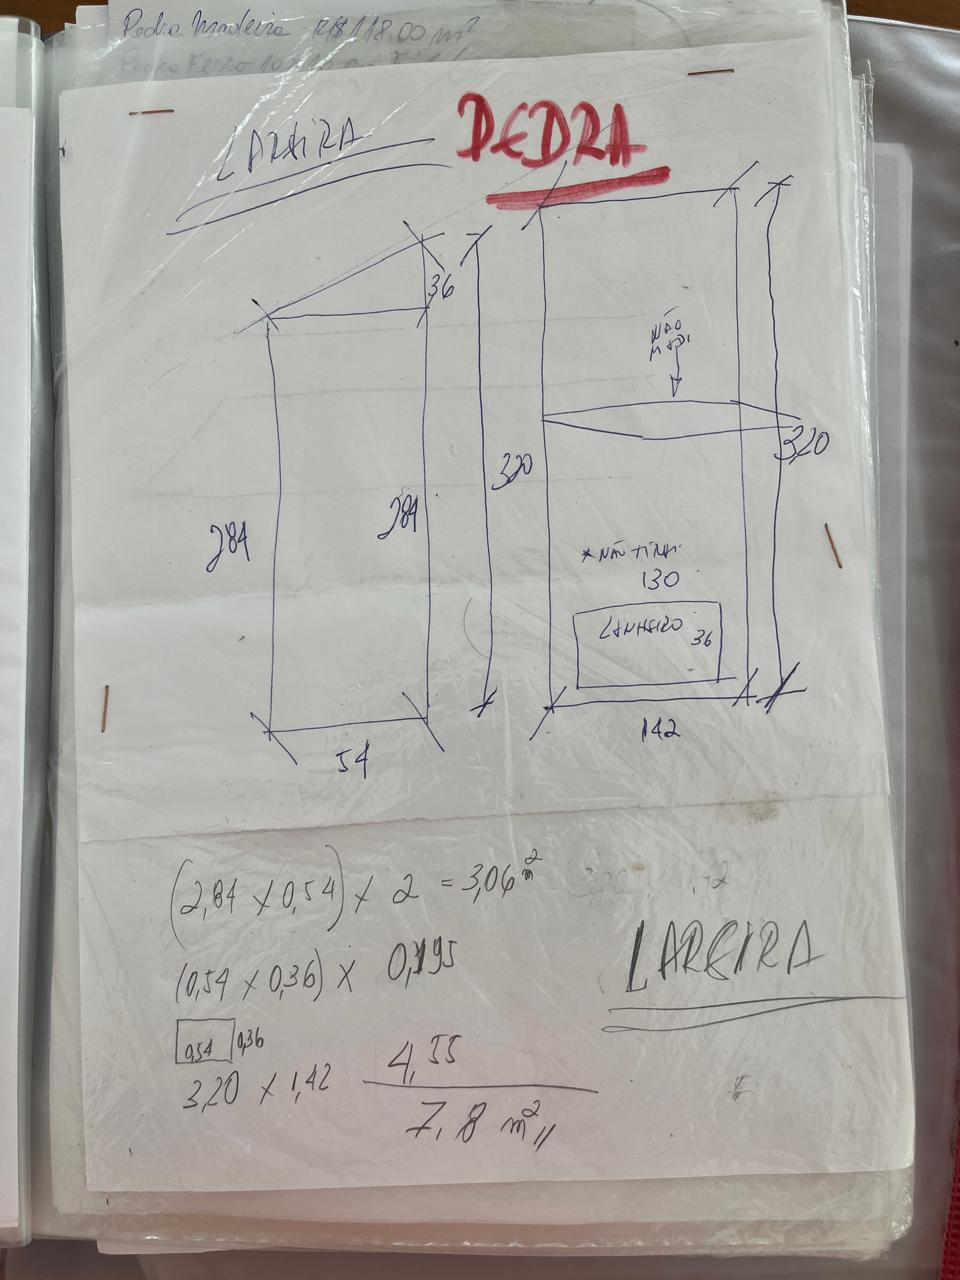 Pedra Madeira R$ 118,00 m²
LAREIRA PEDRA
36
NÃO
MEDI
284
284
320
320
* NÃO TINHA
130
36
54
142
(2,84 x 0,54) x 2 = 3,06 m²
LAREIRA
(0,54 x 0,36) x 0,195
0,54 0,36
3,20 x 1,42 4,55
7,8 m²